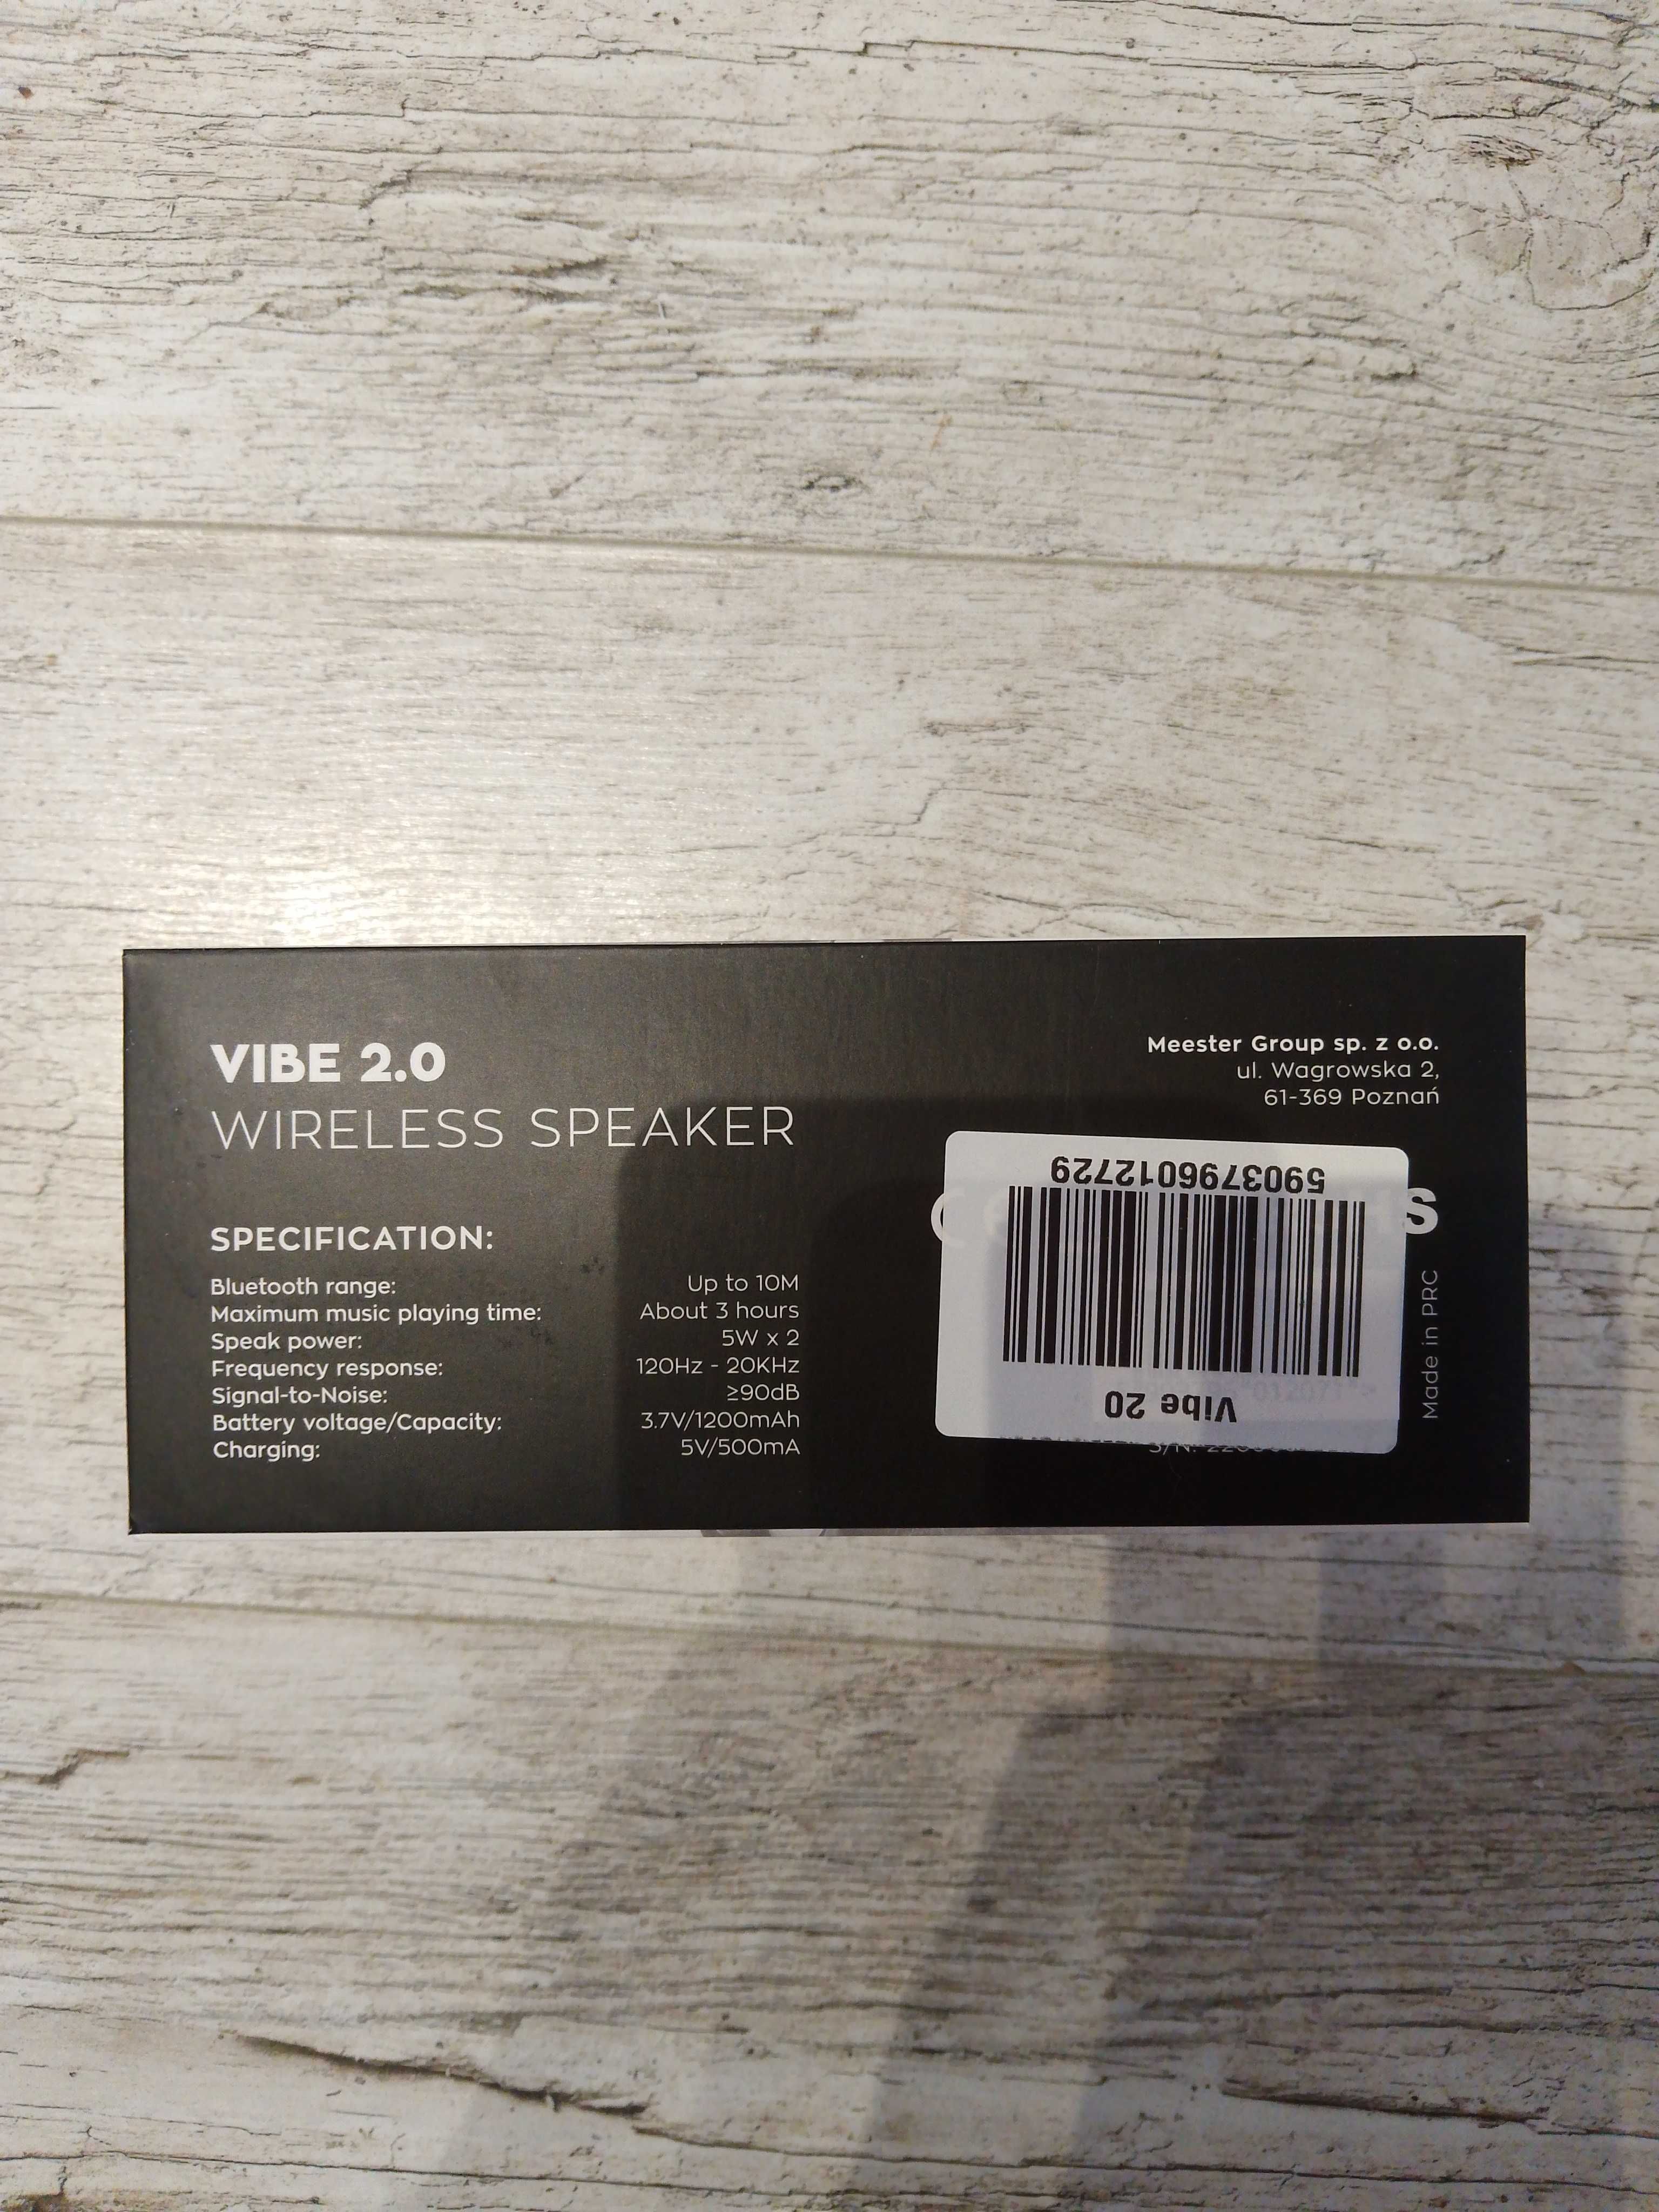 VIBE 2.0
WIRELESS SPEAKER
SPECIFICATION:
Bluetooth range: Up to 10M
Maximum music playing time: About 3 hours
Speak power: 5W x 2
Frequency response: 120Hz - 20KHz
Signal-to-Noise: ≥90dB
Battery voltage/Capacity: 3.7V/1200mAh
Charging: 5V/500mA
Meester Group sp. z o.o.
ul. Wagrowska 2,
61-369 Poznań
5903796012729
Vibe 20
Made in PRC